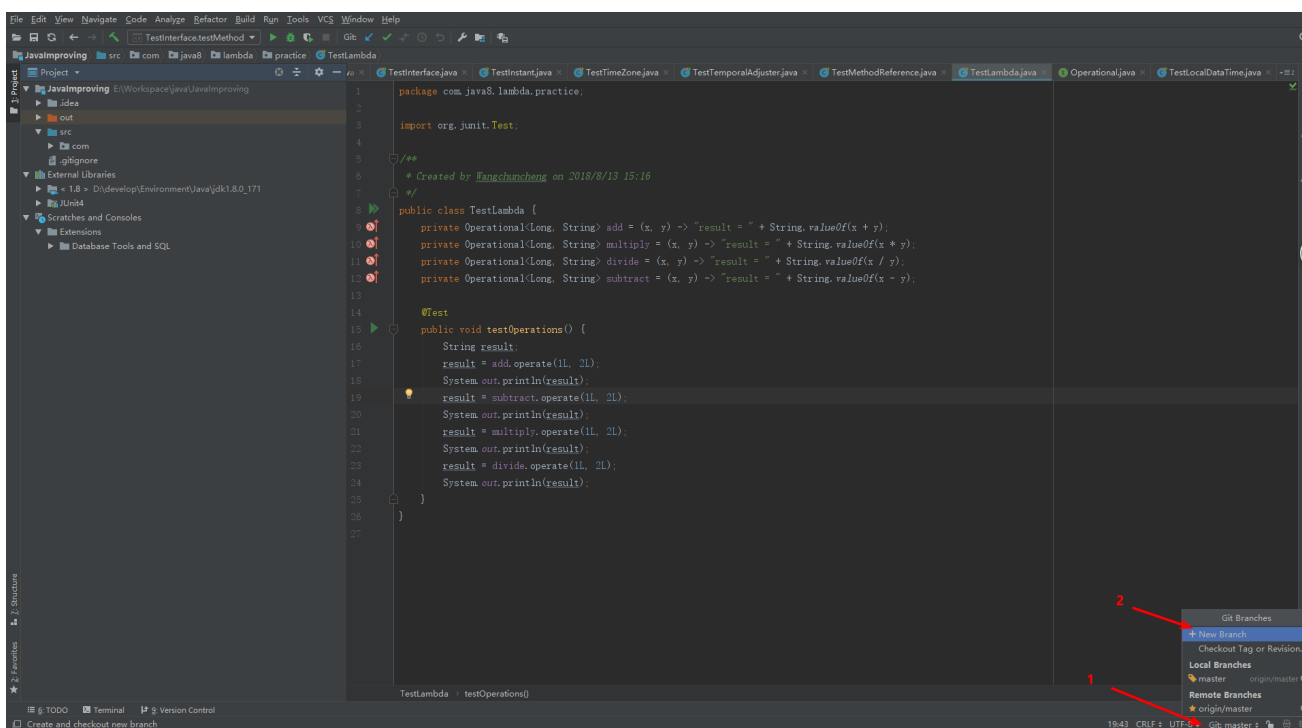 File Edit View Navigate Code Analyze Refactor Build Run Tools VCS Window Help
TestInterface.testMethod Git:
JavaImproving src com java8 lambda practice TestLambda
1: Project
Project
TestInterface.java TestInstant.java TestTimeZone.java TestTemporalAdjuster.java TestMethodReference.java TestLambda.java Operational.java TestLocalDataTime.java
JavaImproving E:\Workspace\java\JavaImproving
.idea
out
src
com
.gitignore
External Libraries
< 1.8 > D:\develop\Environment\Java\jdk1.8.0_171
JUnit4
Scratches and Consoles
Extensions
Database Tools and SQL
1 package com.java8.lambda.practice;
2
3 import org.junit.Test;
4
5 /**
6 * Created by Wangchuncheng on 2018/8/13 15:16
7 */
8 public class TestLambda {
9 private Operational<Long, String> add = (x, y) -> "result = " + String.valueOf(x + y);
10 private Operational<Long, String> multiply = (x, y) -> "result = " + String.valueOf(x * y);
11 private Operational<Long, String> divide = (x, y) -> "result = " + String.valueOf(x / y);
12 private Operational<Long, String> subtract = (x, y) -> "result = " + String.valueOf(x - y);
13
14 @Test
15 public void testOperations() {
16 String result;
17 result = add.operate(1L, 2L);
18 System.out.println(result);
19 result = subtract.operate(1L, 2L);
20 System.out.println(result);
21 result = multiply.operate(1L, 2L);
22 System.out.println(result);
23 result = divide.operate(1L, 2L);
24 System.out.println(result);
25 }
26 }
27
7: Structure
2: Favorites
2
Git Branches
+ New Branch
Checkout Tag or Revision.
Local Branches
master origin/master
Remote Branches
origin/master
1
TestLambda testOperations()
6: TODO Terminal 9: Version Control
Create and checkout new branch
19:43 CRLF UTF-8 Git: master